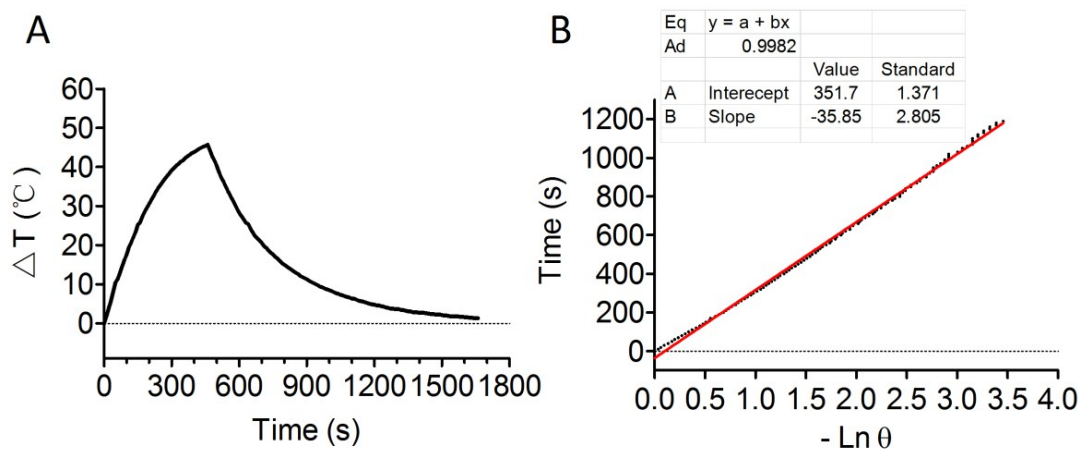 A
△T (℃)
60
50
40
30
20
10
0
0 300 600 900 1200 1500 1800
Time (s)
B
Eq y = a + bx
Ad 0.9982
Value Standard
A Interecept 351.7 1.371
B Slope -35.85 2.805
Time (s)
1200
1000
800
600
400
200
0
0.0 0.5 1.0 1.5 2.0 2.5 3.0 3.5 4.0
- Ln θ